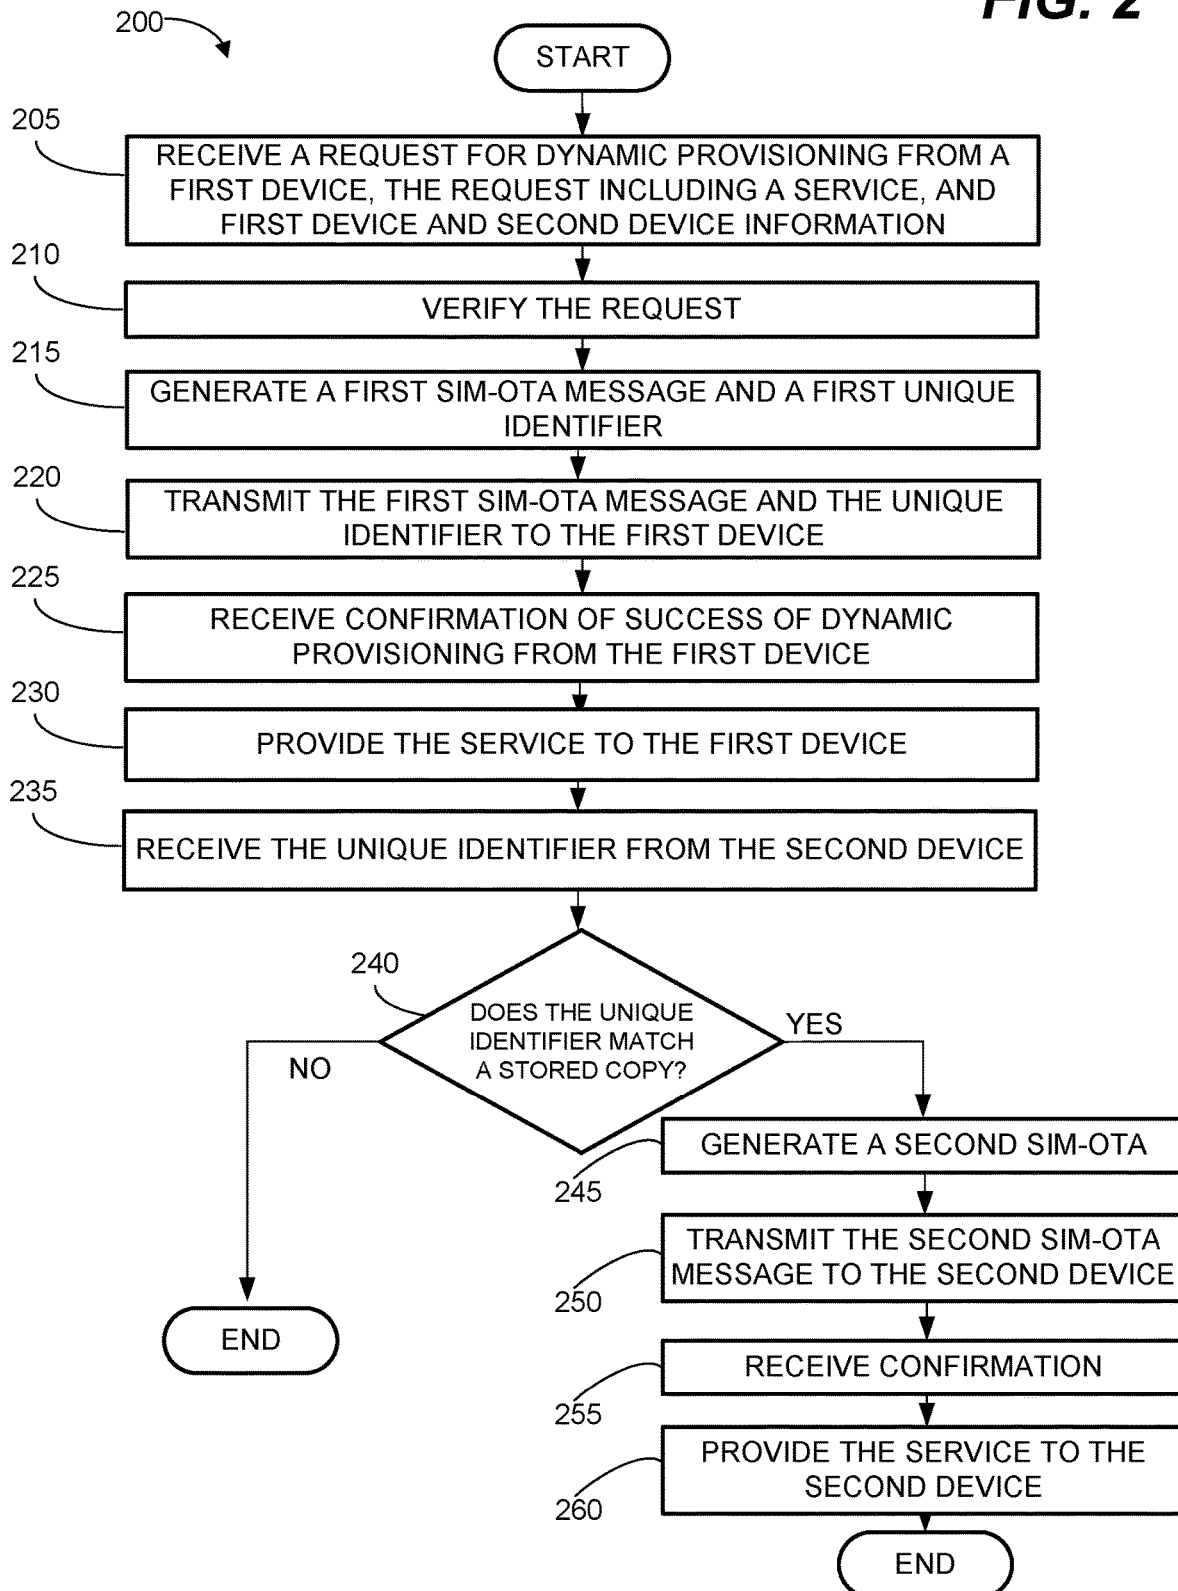 FIG. 2
200
START
205
RECEIVE A REQUEST FOR DYNAMIC PROVISIONING FROM A
FIRST DEVICE, THE REQUEST INCLUDING A SERVICE, AND
FIRST DEVICE AND SECOND DEVICE INFORMATION
210
VERIFY THE REQUEST
215
GENERATE A FIRST SIM-OTA MESSAGE AND A FIRST UNIQUE
IDENTIFIER
220
TRANSMIT THE FIRST SIM-OTA MESSAGE AND THE UNIQUE
IDENTIFIER TO THE FIRST DEVICE
225
RECEIVE CONFIRMATION OF SUCCESS OF DYNAMIC
PROVISIONING FROM THE FIRST DEVICE
230
PROVIDE THE SERVICE TO THE FIRST DEVICE
235
RECEIVE THE UNIQUE IDENTIFIER FROM THE SECOND DEVICE
240
DOES THE UNIQUE
IDENTIFIER MATCH
A STORED COPY?
NO
YES
END
GENERATE A SECOND SIM-OTA
245
TRANSMIT THE SECOND SIM-OTA
MESSAGE TO THE SECOND DEVICE
250
RECEIVE CONFIRMATION
255
PROVIDE THE SERVICE TO THE
SECOND DEVICE
260
END